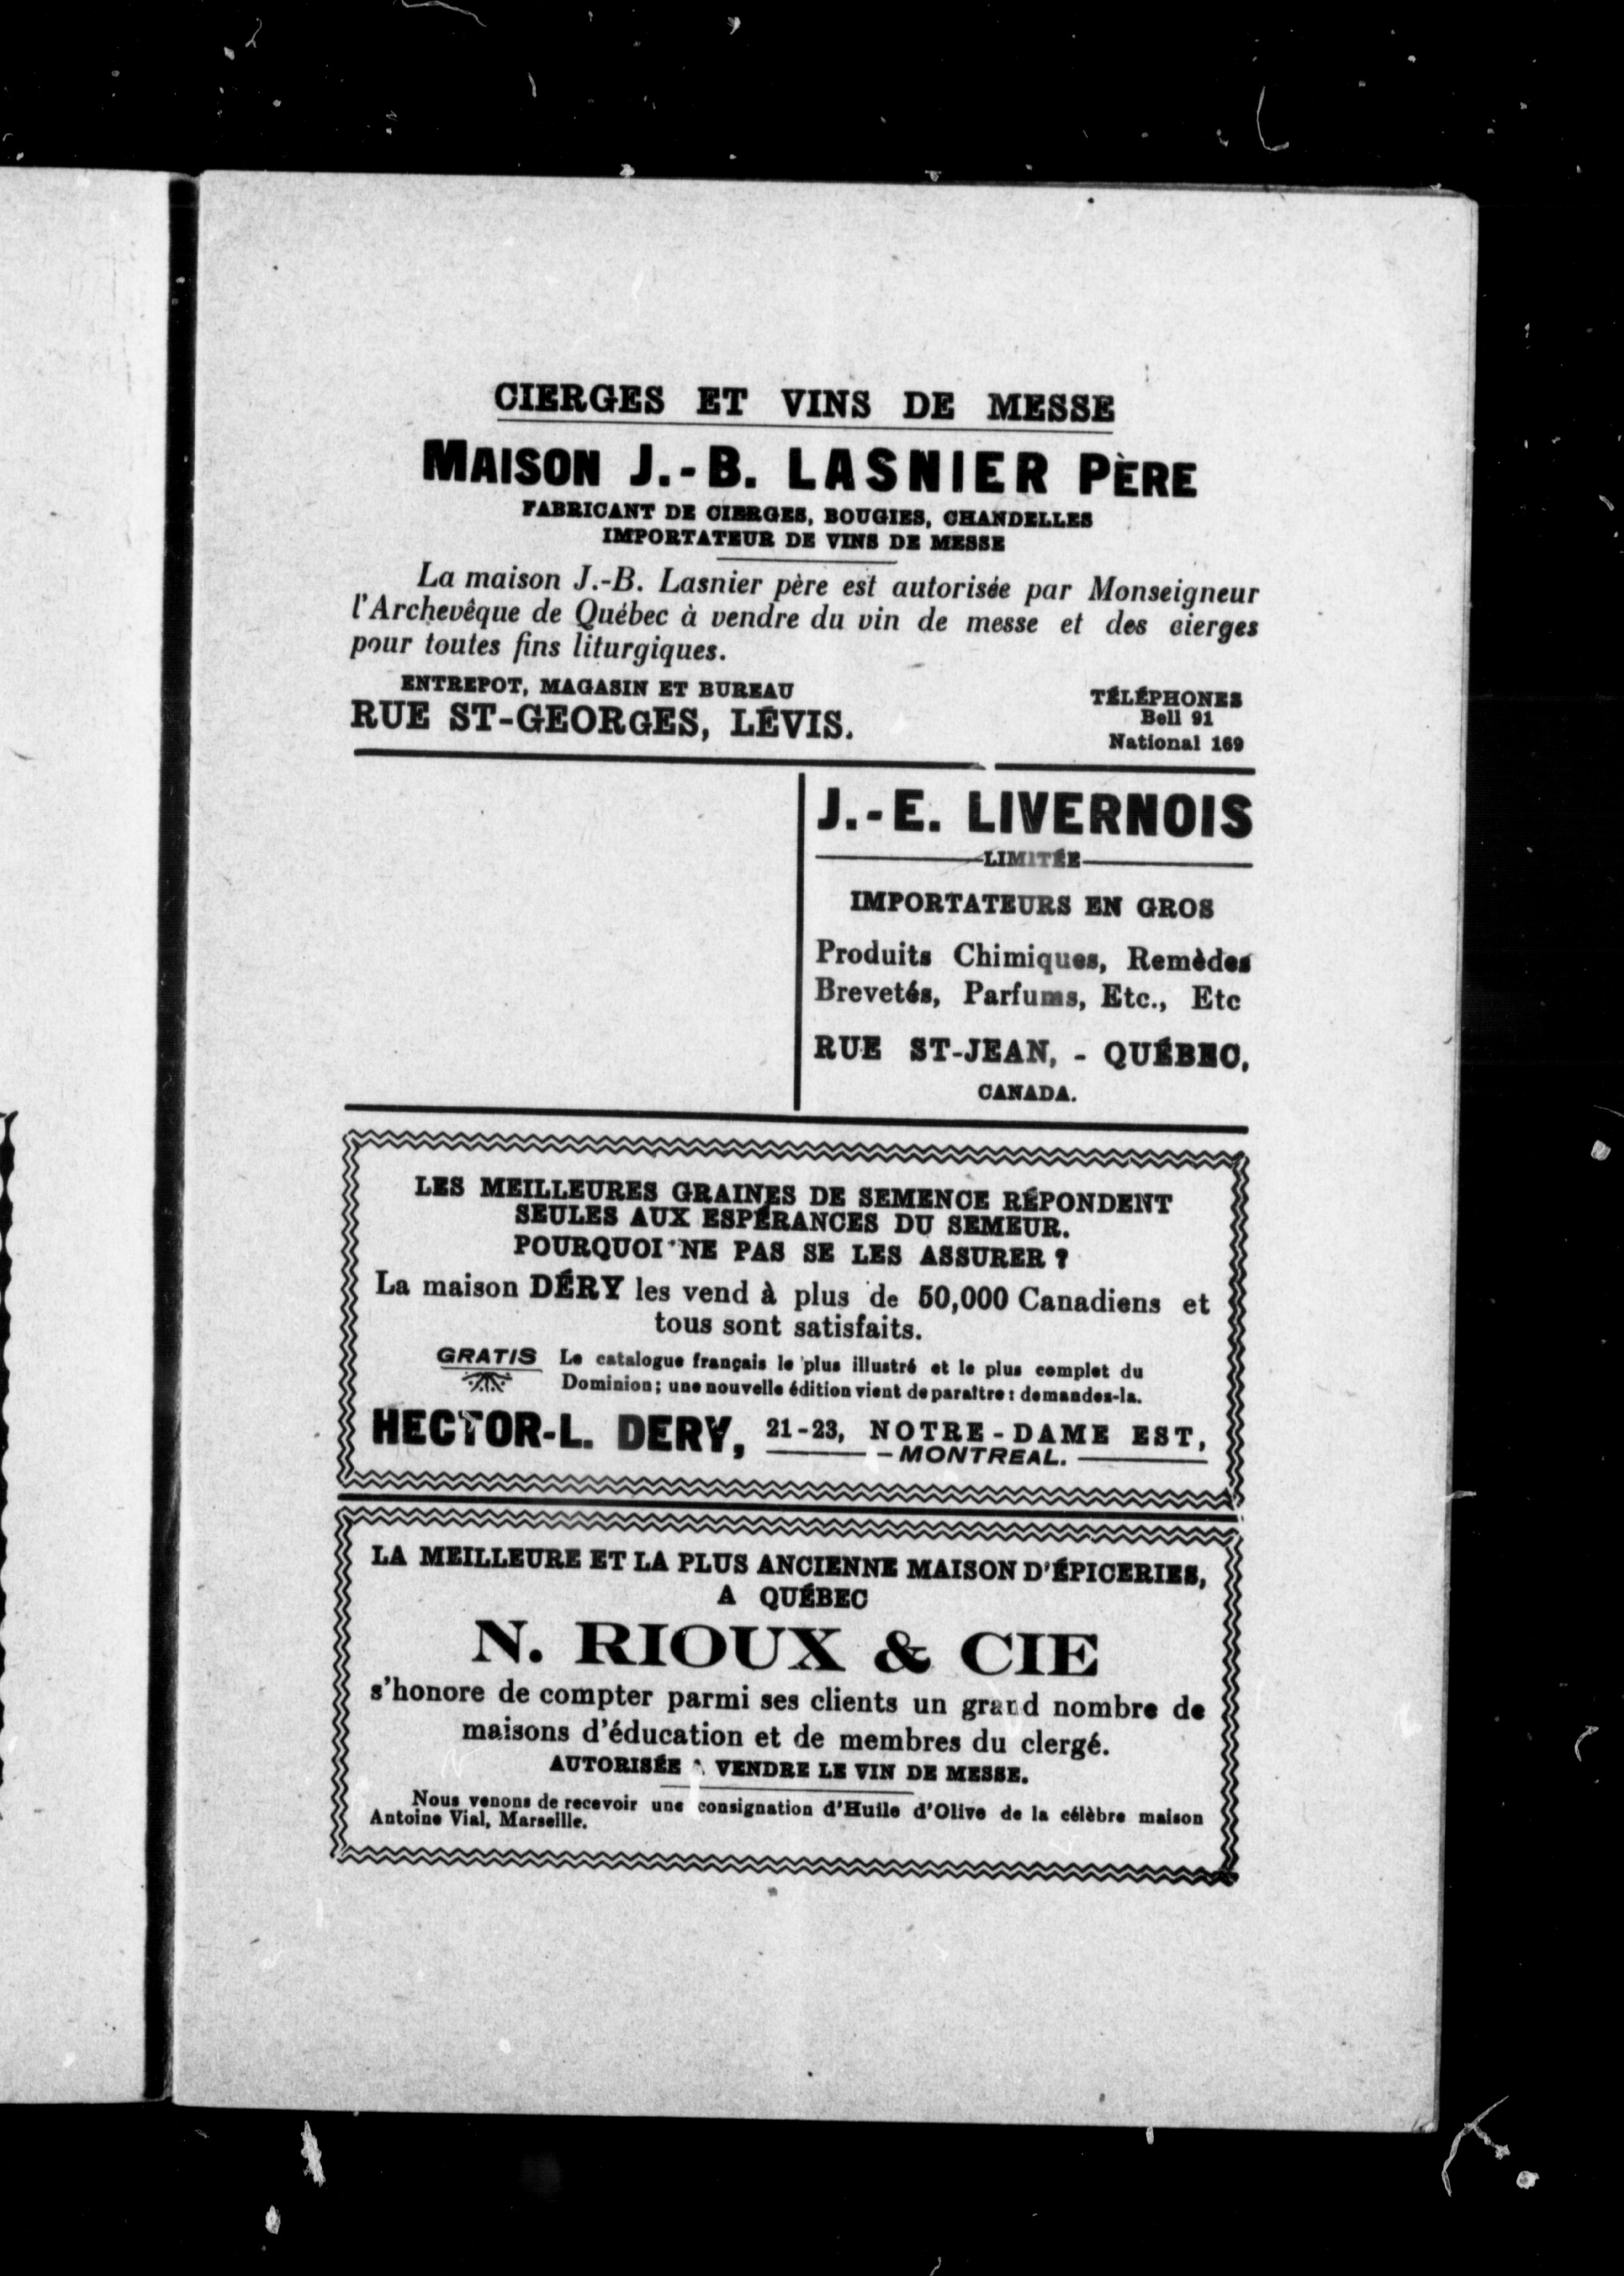 CIERGES ET VINS DE MESSE
MAISON J.-B. LASNIER PÈRE
FABRICANT DE CIERGES, BOUGIES, CHANDELLES
IMPORTATEUR DE VINS DE MESSE
La maison J.-B. Lasnier père est autorisée par Monseigneur
l'Archevêque de Québec à vendre du vin de messe et des cierges
pour toutes fins liturgiques.
ENTREPOT, MAGASIN ET BUREAU
RUE ST-GEORGES, LÉVIS.
TÉLÉPHONES
Bell 91
National 169
J.-E. LIVERNOIS
LIMITÉE
IMPORTATEURS EN GROS
Produits Chimiques, Remèdes
Brevetés, Parfums, Etc., Etc
RUE ST-JEAN, - QUÉBEC,
CANADA.
LES MEILLEURES GRAINES DE SEMENCE RÉPONDENT
SEULES AUX ESPÉRANCES DU SEMEUR.
POURQUOI NE PAS SE LES ASSURER ?
La maison DÉRY les vend à plus de 50,000 Canadiens et
tous sont satisfaits.
GRATIS Le catalogue français le plus illustré et le plus complet du
Dominion; une nouvelle édition vient de paraître: demandez-la.
HECTOR-L. DERY, 21-23, NOTRE-DAME EST,
MONTREAL.
LA MEILLEURE ET LA PLUS ANCIENNE MAISON D'ÉPICERIES,
A QUÉBEC
N. RIOUX & CIE
s'honore de compter parmi ses clients un grand nombre de
maisons d'éducation et de membres du clergé.
AUTORISÉE A VENDRE LE VIN DE MESSE.
Nous venons de recevoir une consignation d'Huile d'Olive de la célèbre maison
Antoine Vial, Marseille.